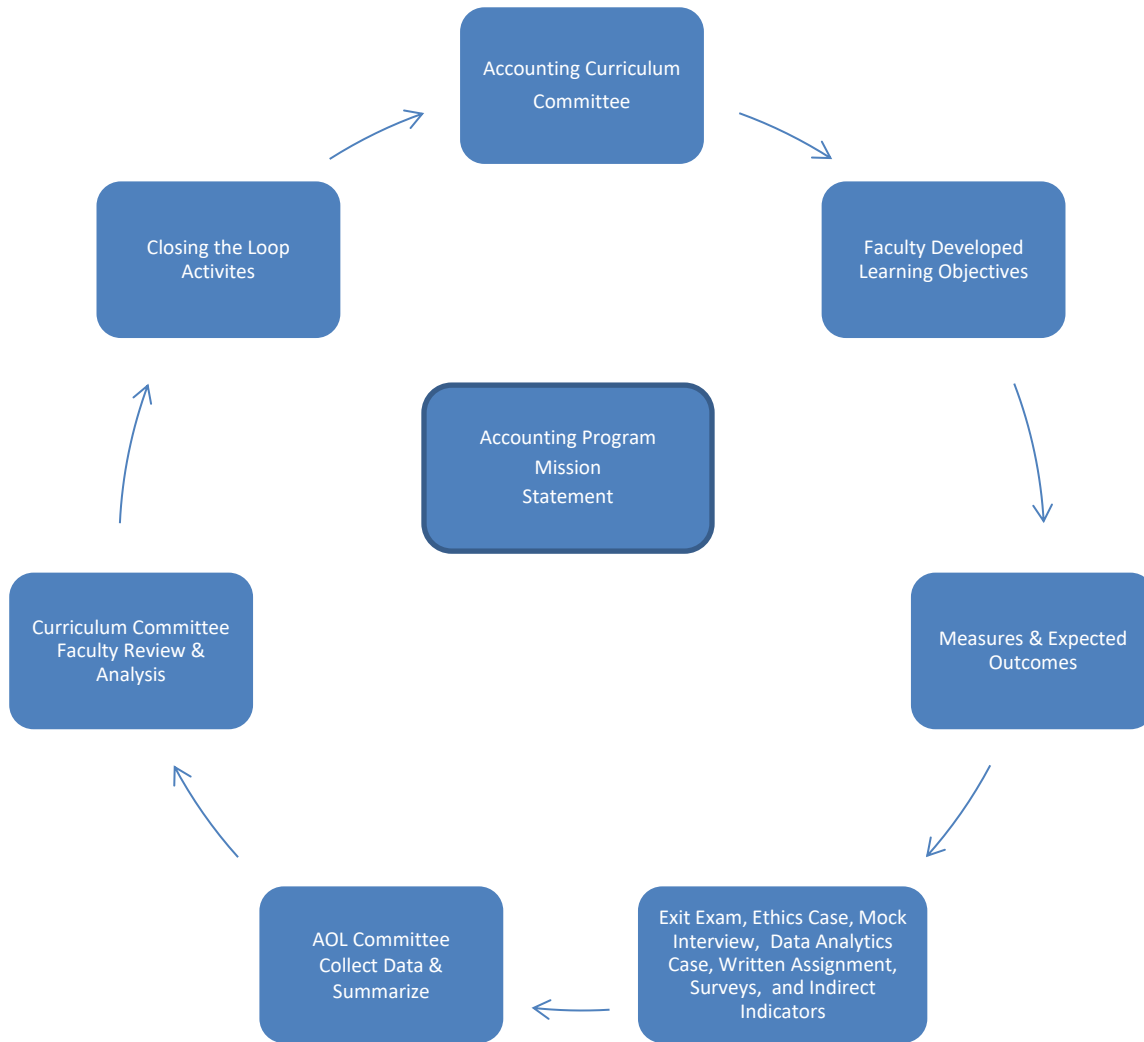 Accounting Curriculum
Committee
Faculty Developed
Learning Objectives
Measures & Expected
Outcomes
Exit Exam, Ethics Case, Mock
Interview,  Data Analytics
Case, Written Assignment,
Surveys,  and Indirect
Indicators
AOL Committee
Collect Data &
Summarize
Curriculum Committee
Faculty Review &
Analysis
Closing the Loop
Activites
Accounting Program
Mission
Statement